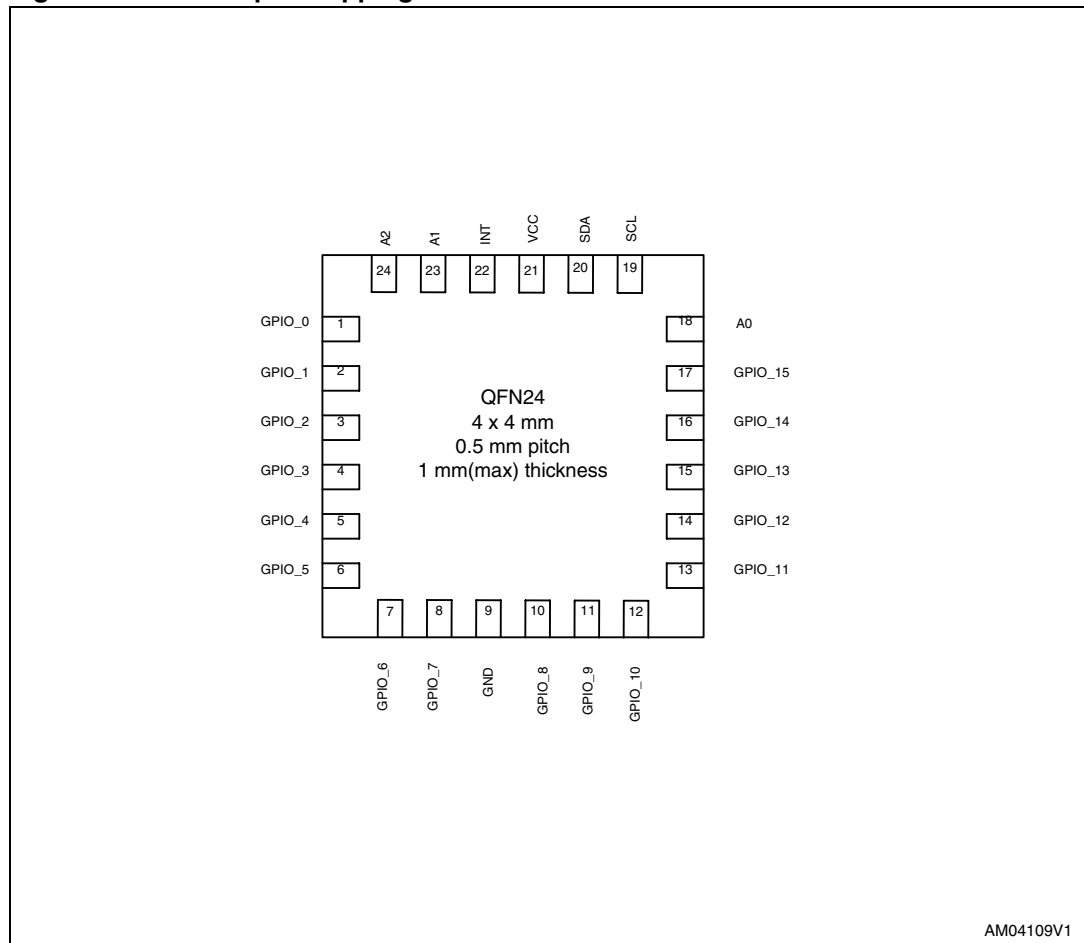 A2
A1
INT
VCC
SDA
SCL
24
23
22
21
20
19
GPIO_0
1
18
A0
GPIO_1
2
17
GPIO_15
GPIO_2
3
16
GPIO_14
GPIO_3
4
15
GPIO_13
GPIO_4
5
14
GPIO_12
GPIO_5
6
13
GPIO_11
QFN24
4 x 4 mm
0.5 mm pitch
1 mm(max) thickness
7
8
9
10
11
12
GPIO_6
GPIO_7
GND
GPIO_8
GPIO_9
GPIO_10
AM04109V1